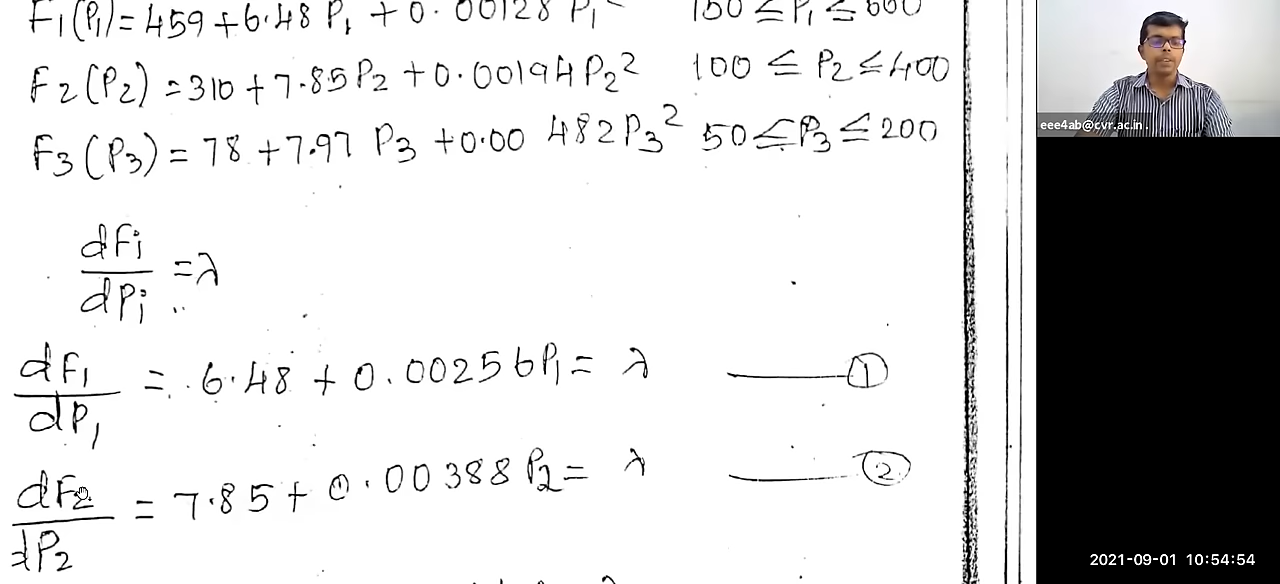 F₁(P₁) = 459 + 6.48 P₁ + 0.00128 P₁² 150 ≤ P₁ ≤ 600
F₂(P₂) = 310 + 7.85 P₂ + 0.00194 P₂² 100 ≤ P₂ ≤ 400
F₃(P₃) = 78 + 7.97 P₃ + 0.00 482 P₃² 50 ≤ P₃ ≤ 200
dFi/dPi = λ
dF₁/dP₁ = 6.48 + 0.00256 P₁ = λ —— ①
dF₂/dP₂ = 7.85 + 0.00388 P₂ = λ —— ②
eee4ab@cvr.ac.in
2021-09-01 10:54:54